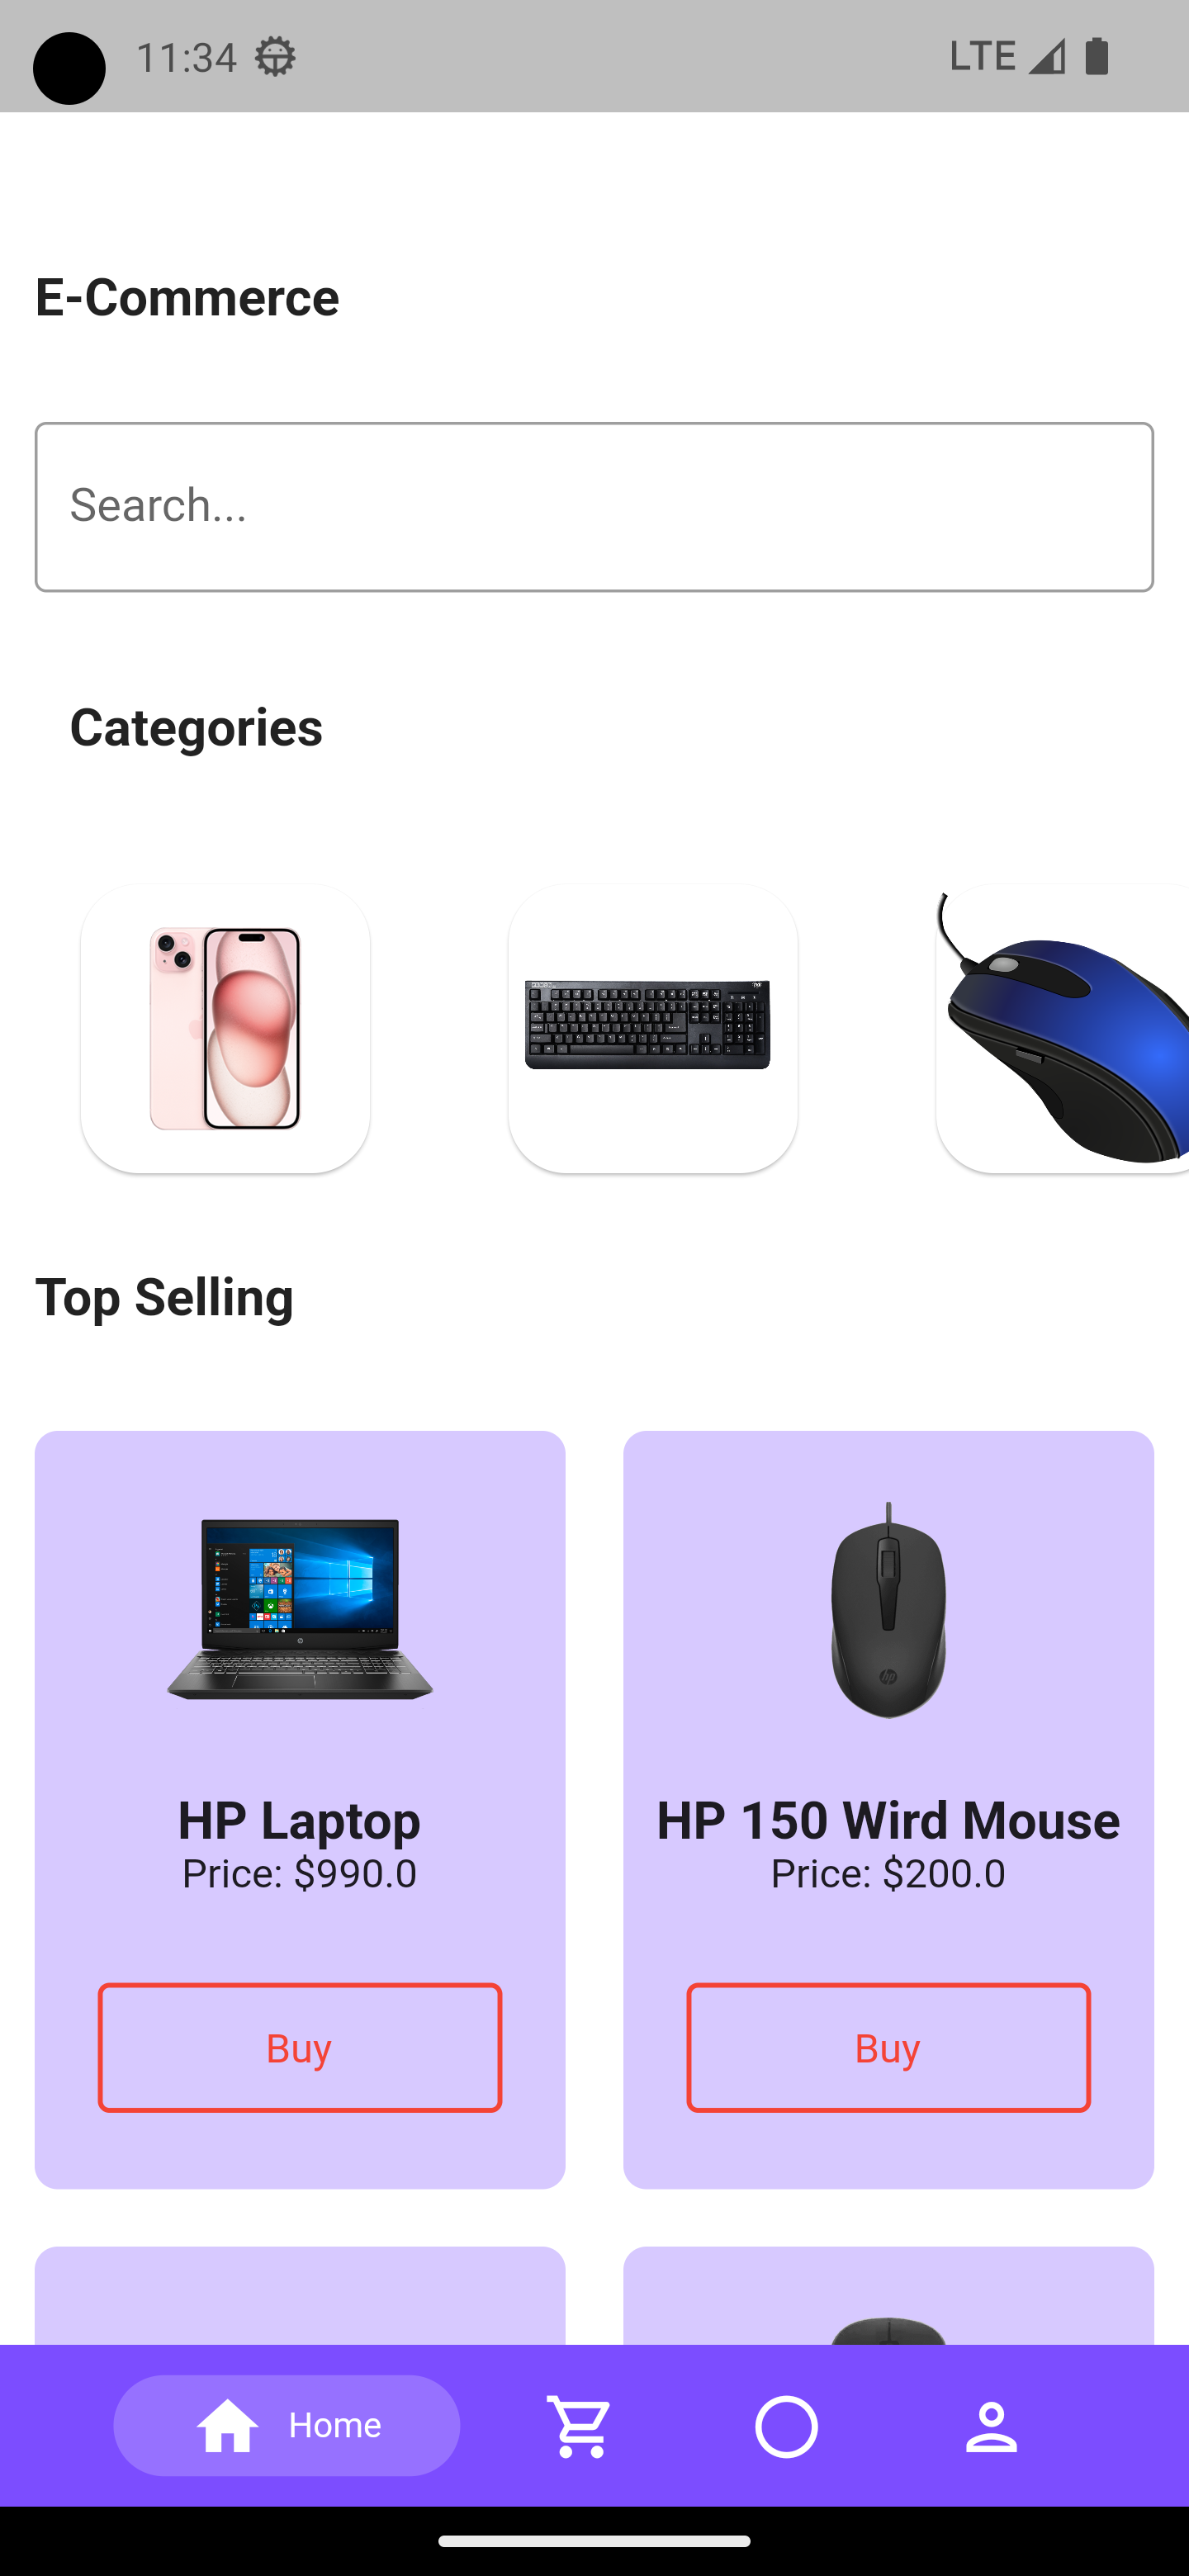 11:34
LTE
E-Commerce
Search...
Categories
Top Selling
HP Laptop
Price: $990.0
Buy
HP 150 Wird Mouse
Price: $200.0
Buy
Home